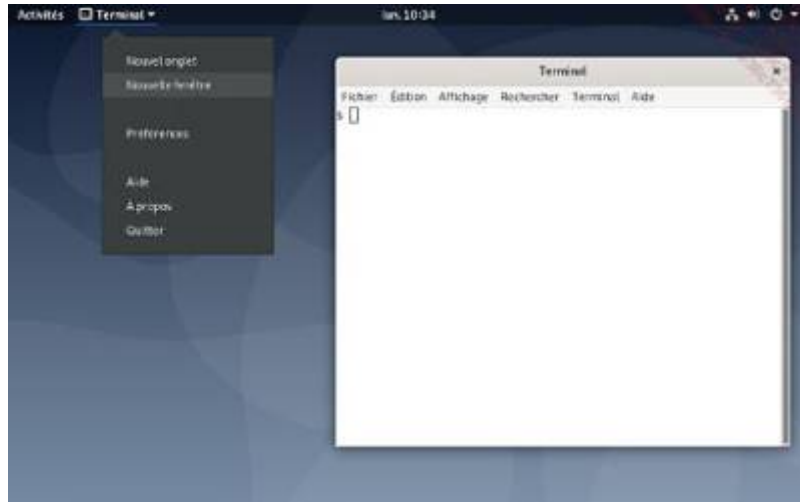 Activités Terminal lun. 10:34
Nouvel onglet
Nouvelle fenêtre
Préférences
Aide
À propos
Quitter
Terminal
Fichier Édition Affichage Rechercher Terminal Aide
$